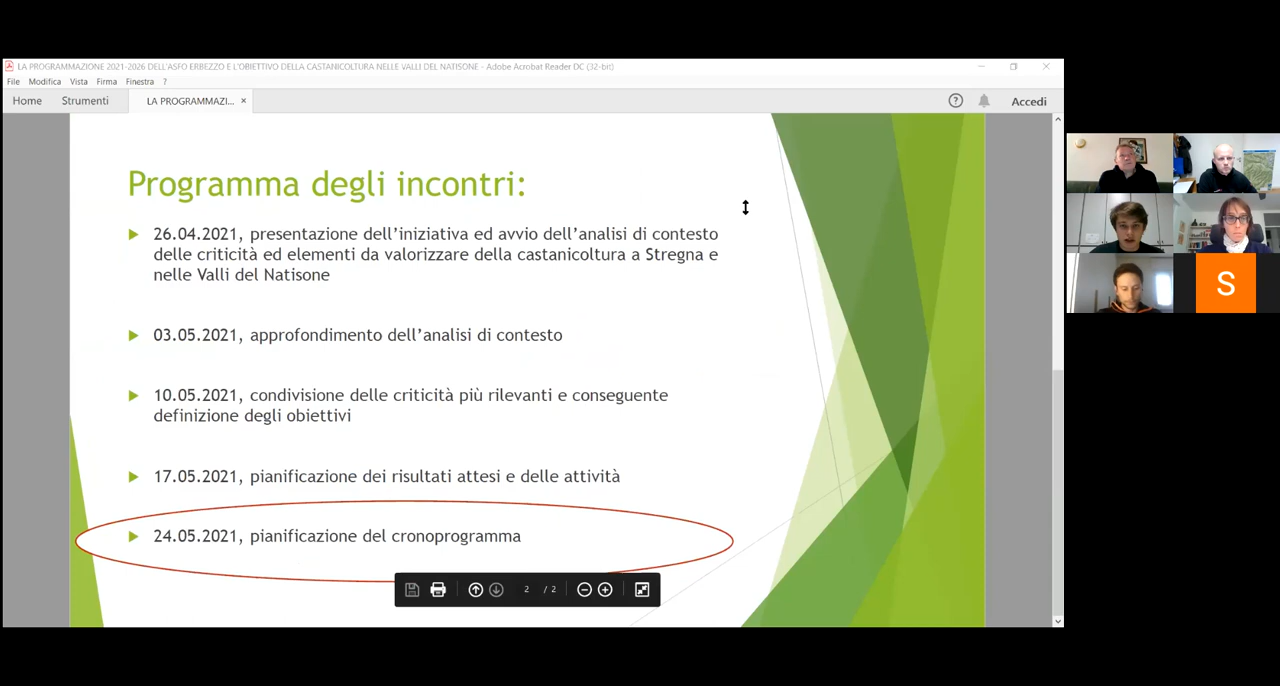 LA PROGRAMMAZIONE 2021-2026 DELL'ASFO ERBEZZO E L'OBIETTIVO DELLA CASTANICOLTURA NELLE VALLI DEL NATISONE - Adobe Acrobat Reader DC (32-bit)
File Modifica Vista Firma Finestra ?
Home Strumenti LA PROGRAMMAZI... × Accedi
Programma degli incontri:
26.04.2021, presentazione dell'iniziativa ed avvio dell'analisi di contesto
delle criticità ed elementi da valorizzare della castanicoltura a Stregna e
nelle Valli del Natisone
03.05.2021, approfondimento dell'analisi di contesto
10.05.2021, condivisione delle criticità più rilevanti e conseguente
definizione degli obiettivi
17.05.2021, pianificazione dei risultati attesi e delle attività
24.05.2021, pianificazione del cronoprogramma
2 / 2
S